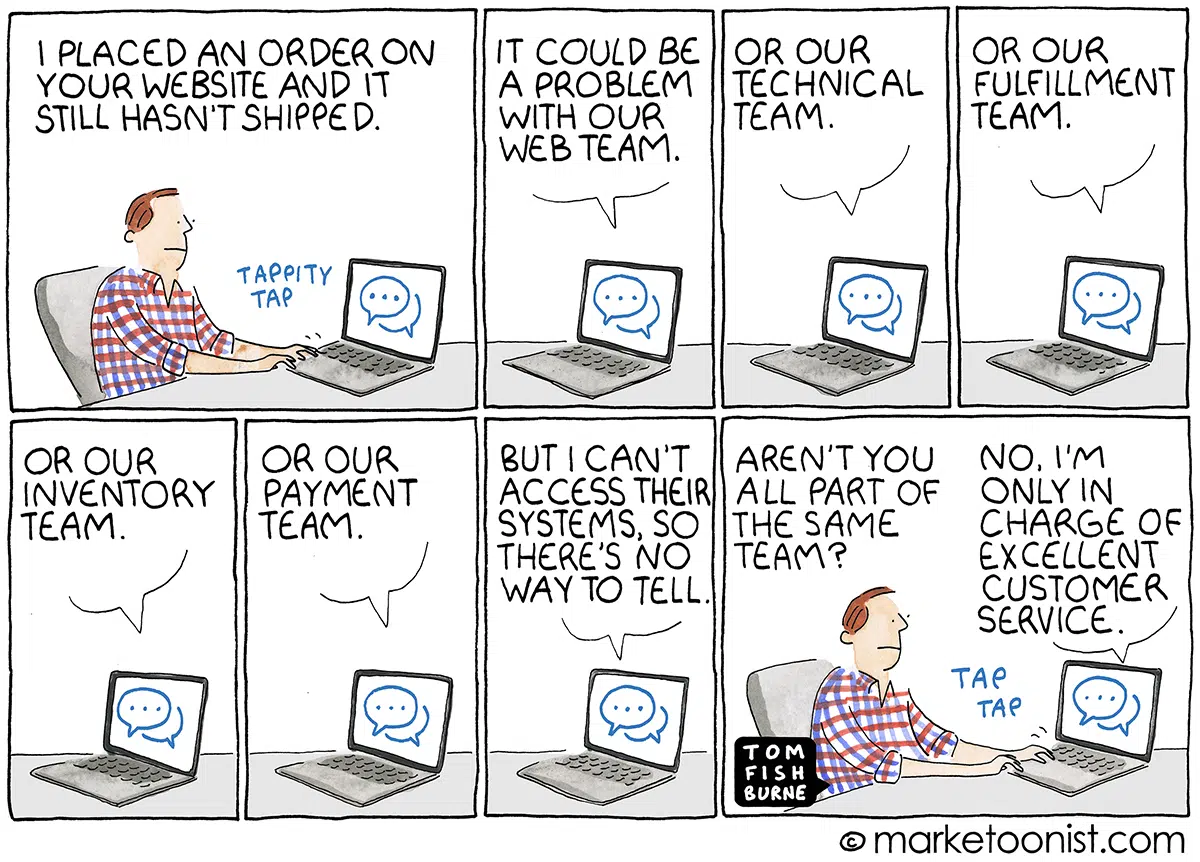 I PLACED AN ORDER ON
YOUR WEBSITE AND IT
STILL HASN'T SHIPPED.
TAPPITY
TAP
IT COULD BE
A PROBLEM
WITH OUR
WEB TEAM.
OR OUR
TECHNICAL
TEAM.
OR OUR
FULFILLMENT
TEAM.
OR OUR
INVENTORY
TEAM.
OR OUR
PAYMENT
TEAM.
BUT I CAN'T
ACCESS THEIR
SYSTEMS, SO
THERE'S NO
WAY TO TELL.
AREN'T YOU
ALL PART OF
THE SAME
TEAM?
NO, I'M
ONLY IN
CHARGE OF
EXCELLENT
CUSTOMER
SERVICE.
TAP
TAP
TOM
FISH
BURNE
© marketoonist.com